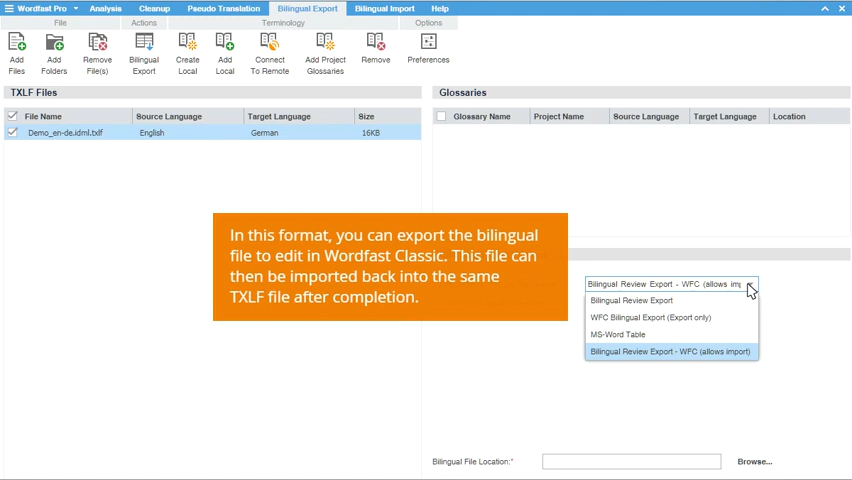 Wordfast Pro Analysis Cleanup Pseudo Translation Bilingual Export Bilingual Import Help
File Actions Terminology Options
Add Files
Add Folders
Remove File(s)
Bilingual Export
Create Local
Add Local
Connect To Remote
Add Project Glossaries
Remove
Preferences
TXLF Files
File Name Source Language Target Language Size
Demo_en-de.idml.txlf English German 16KB
Glossaries
Glossary Name Project Name Source Language Target Language Location
In this format, you can export the bilingual
file to edit in Wordfast Classic. This file can
then be imported back into the same
TXLF file after completion.
Bilingual Review Export - WFC (allows imp
Bilingual Review Export
WFC Bilingual Export (Export only)
MS-Word Table
Bilingual Review Export - WFC (allows import)
Bilingual File Location:* Browse...